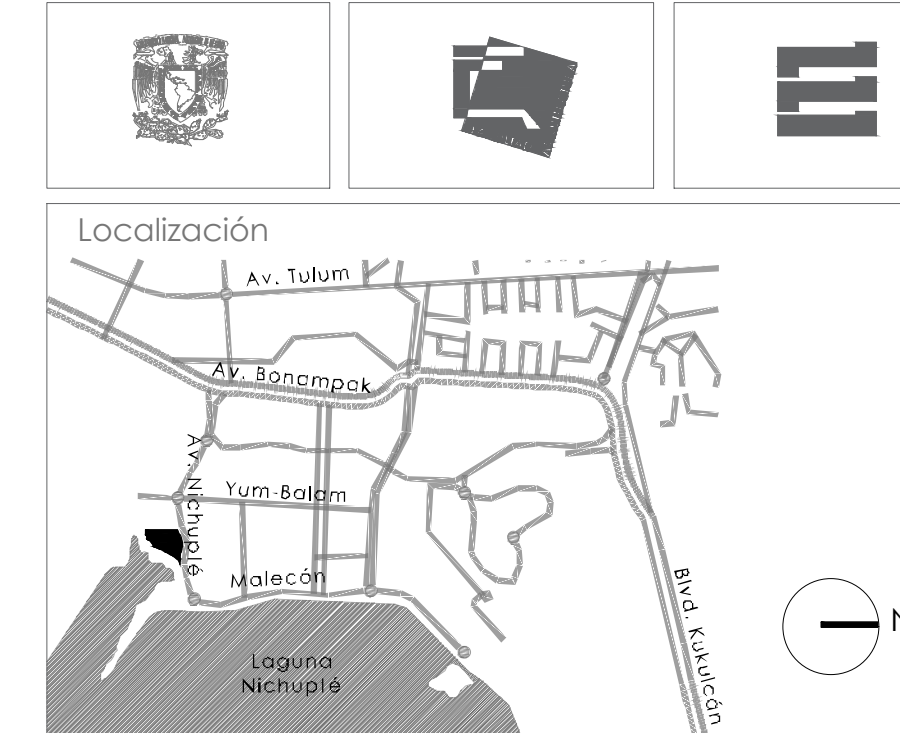 Localización
Av. Tulum
Av. Bonampak
Av. Nichuplé
Yum-Balam
Malecón
Blvd. Kukulcán
N
Laguna
Nichuplé